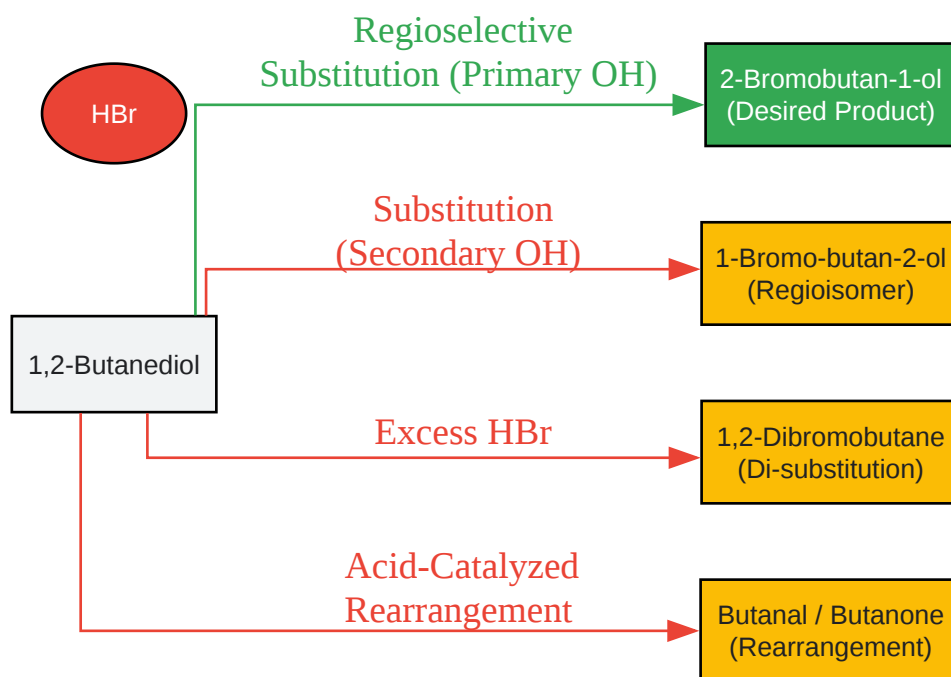 Regioselective
Substitution (Primary OH)
2-Bromobutan-1-ol
(Desired Product)
HBr
Substitution
(Secondary OH)
1-Bromo-butan-2-ol
(Regioisomer)
1,2-Butanediol
Excess HBr
1,2-Dibromobutane
(Di-substitution)
Acid-Catalyzed
Rearrangement
Butanal / Butanone
(Rearrangement)